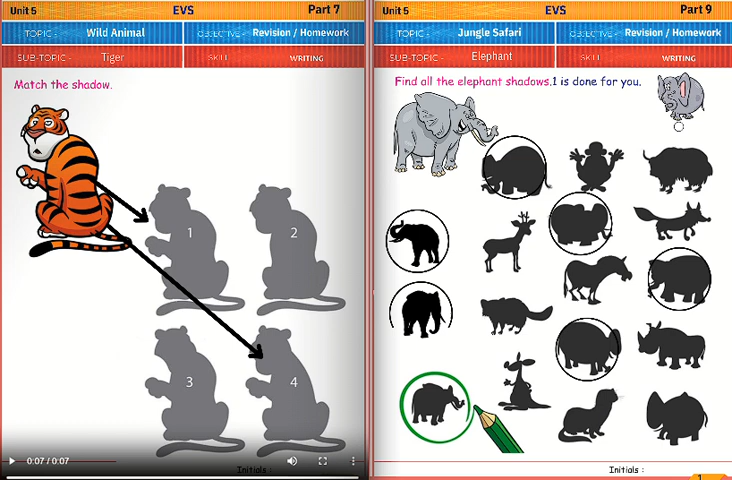 Unit 5 EVS Part 7
TOPIC - Wild Animal OBJECTIVE - Revision / Homework
SUB-TOPIC - Tiger SKILL WRITING
Match the shadow.
1
2
3
4
0:07 / 0:07
Initials :
Unit 5 EVS Part 9
TOPIC - Jungle Safari OBJECTIVE - Revision / Homework
SUB-TOPIC - Elephant SKILL WRITING
Find all the elephant shadows.1 is done for you.
Initials :
1